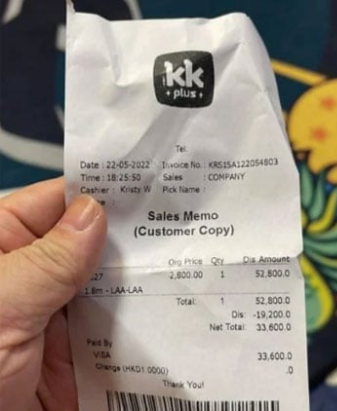 kk
+ plus +
Tel:
Date : 22-05-2022 Invoice No. : KRS15A122054803
Time : 18:25:50 Sales : COMPANY
Cashier : Kristy W Pick Name :
Sales Memo
(Customer Copy)
Org Price Qty Dis Amount
27 2,800.00 1 52,800.0
1.8m - LAA-LAA
Total: 1 52,800.0
Dis: -19,200.0
Net Total: 33,600.0
Paid By
VISA 33,600.0
Change (HKD1.0000) .0
Thank You!